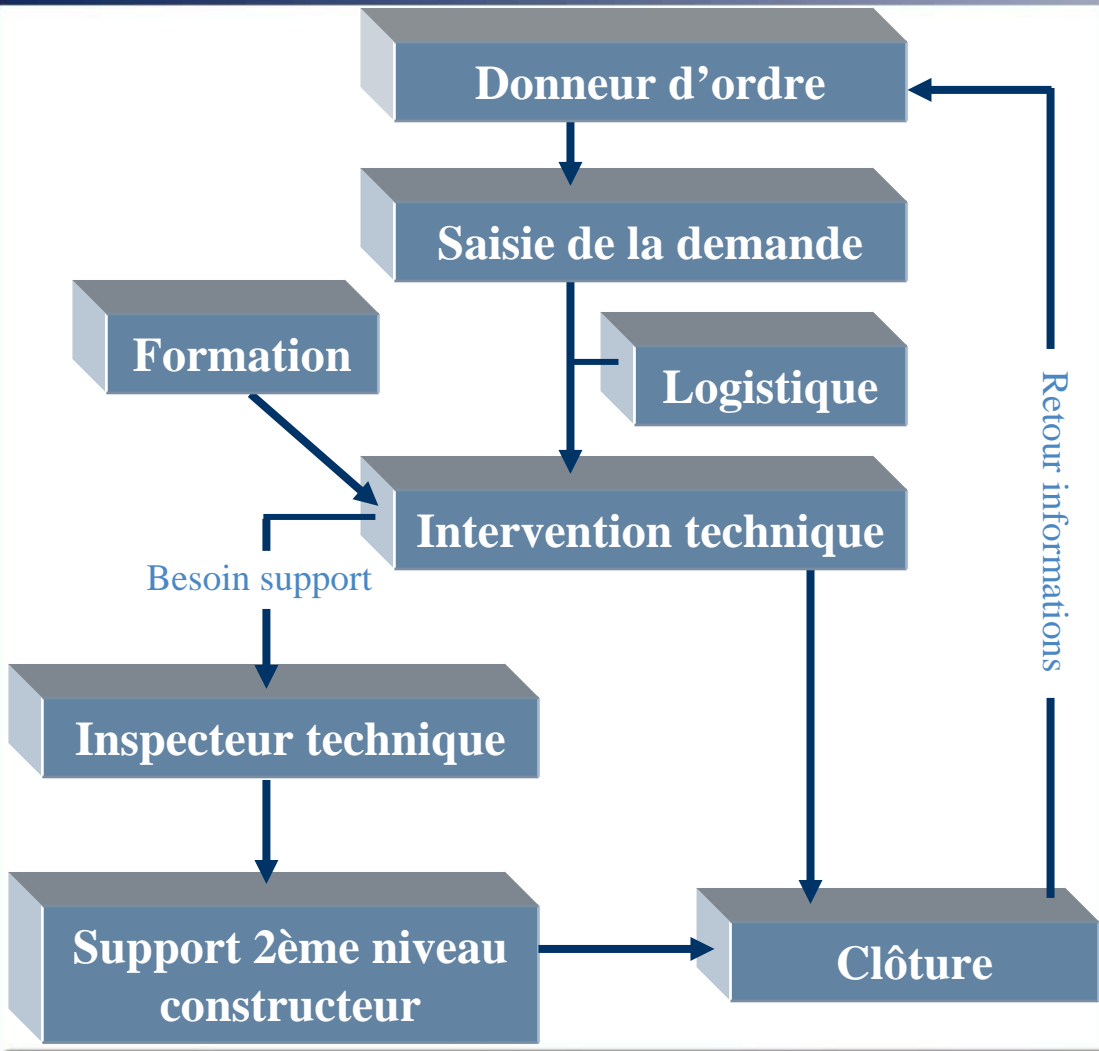 Donneur d’ordre
Saisie de la demande
Formation
Logistique
Intervention technique
Besoin support
Retour informations
Inspecteur technique
Support 2ème niveau
constructeur
Clôture